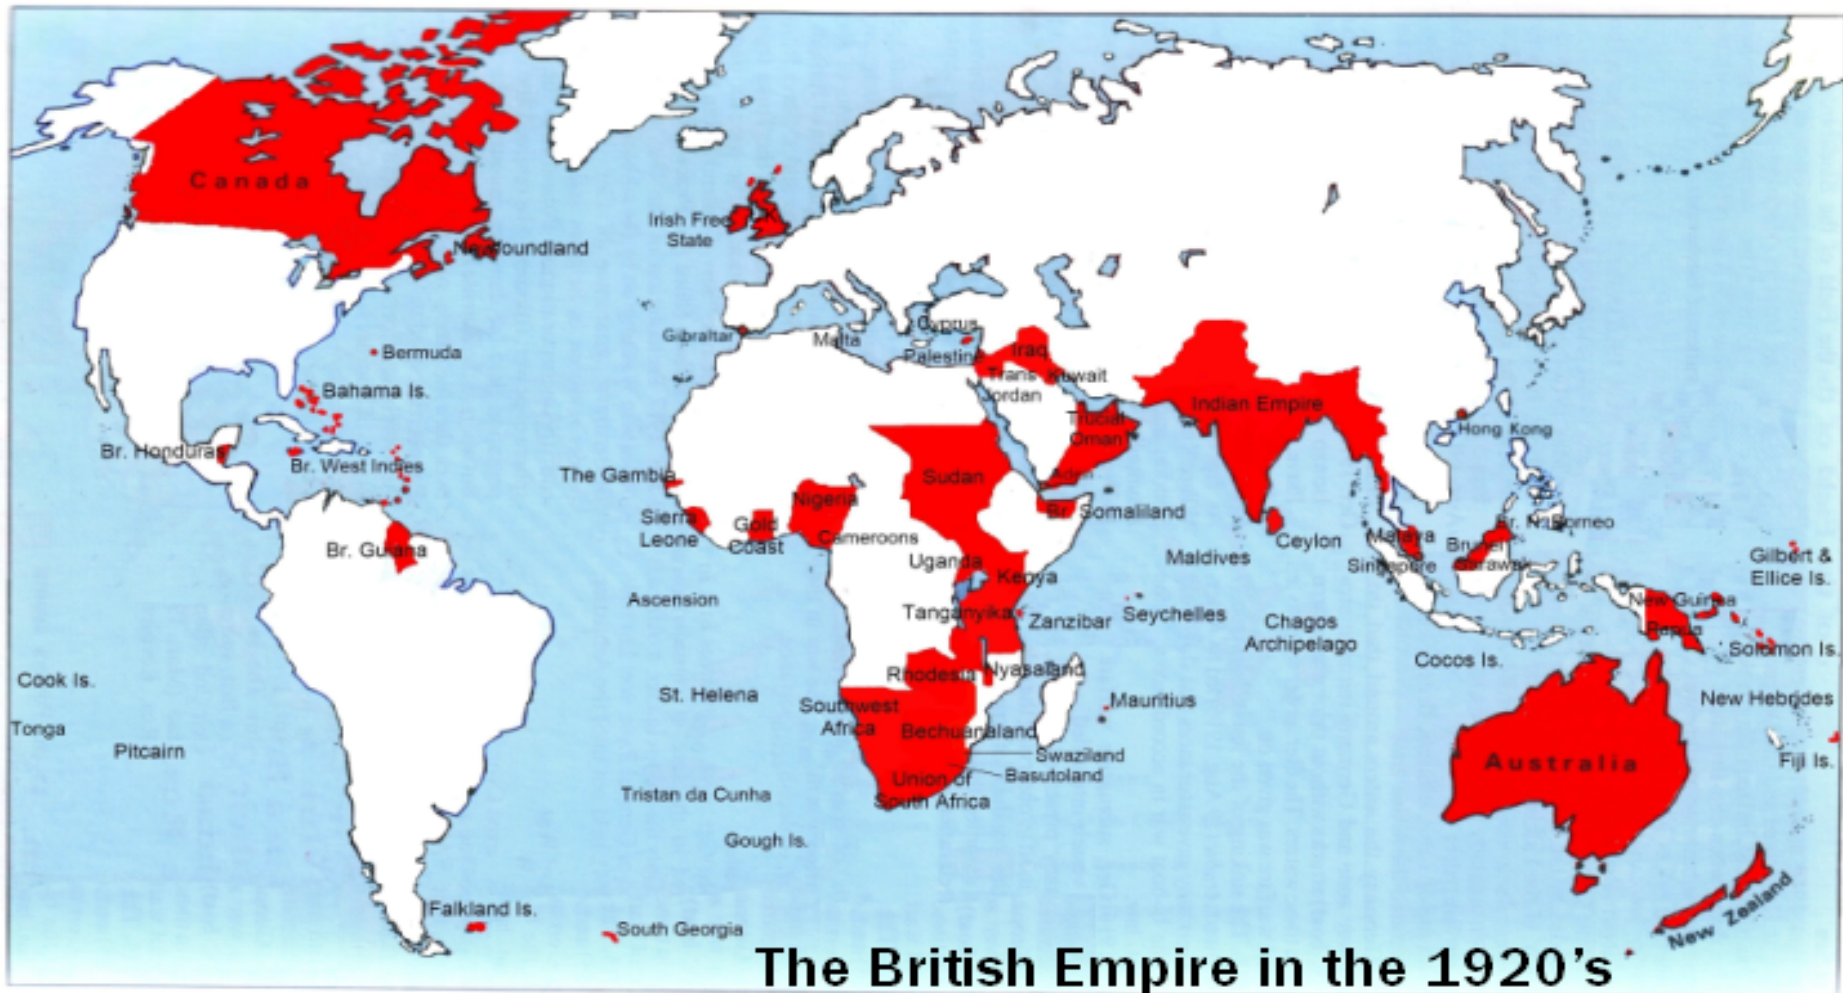 Canada
Newfoundland
Irish Free
State
UK
Bermuda
Bahama Is.
Br. Honduras
Br. West Indies
Br. Guiana
Gibraltar
Malta
Cyprus
Palestine
Iraq
Trans
Jordan
Kuwait
Trucial
Oman
Aden
Indian Empire
Hong Kong
The Gambia
Sierra
Leone
Gold
Coast
Nigeria
Cameroons
Sudan
Br. Somaliland
Uganda
Kenya
Tanganyika
Zanzibar
Seychelles
Maldives
Ceylon
Malaya
Singapore
Brunei
Sarawak
Br. N. Borneo
Gilbert &
Ellice Is.
Ascension
Chagos
Archipelago
Cocos Is.
New Guinea
Papua
Solomon Is.
Cook Is.
Tonga
Pitcairn
St. Helena
Rhodesia
Nyasaland
Southwest
Africa
Bechuanaland
Mauritius
Swaziland
Basutoland
Union of
South Africa
New Hebrides
Fiji Is.
Australia
Tristan da Cunha
Gough Is.
Falkland Is.
South Georgia
New Zealand
The British Empire in the 1920's